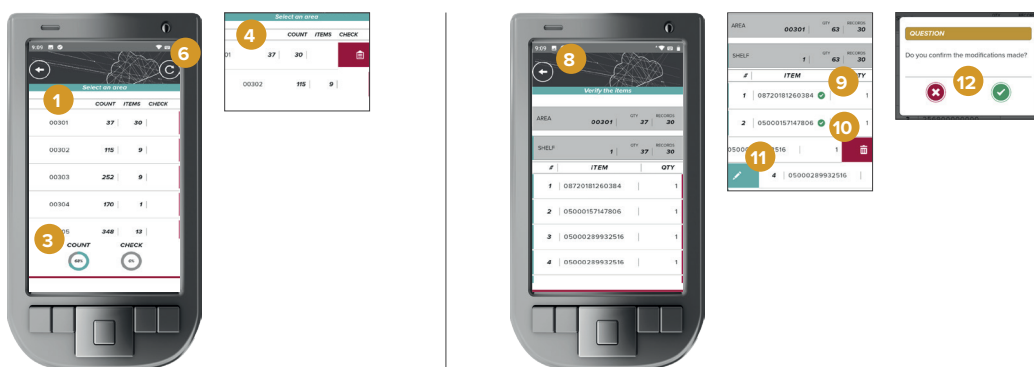 6
9:09
Select an area
1
COUNT ITEMS CHECK
00301 37 30
00302 115 9
00303 252 9
00304 170 1
05 348 13
3
COUNT CHECK
68% 0%
Select an area
4
COUNT ITEMS CHECK
01 37 30
00302 115 9
9:09
8
Verify the items
AREA 00301 QTY 37 RECORDS 30
SHELF 1 QTY 37 RECORDS 30
# ITEM QTY
1 08720181260384 1
2 05000157147806 1
3 05000289932516 1
4 05000289932516 1
AREA 00301 QTY 63 RECORDS 30
SHELF 1 QTY 63 RECORDS 30
# ITEM QTY
9
1 08720181260384 1
2 05000157147806 1
10
11
2516 1
4 05000289932516
QUESTION
Do you confirm the modifications made?
12